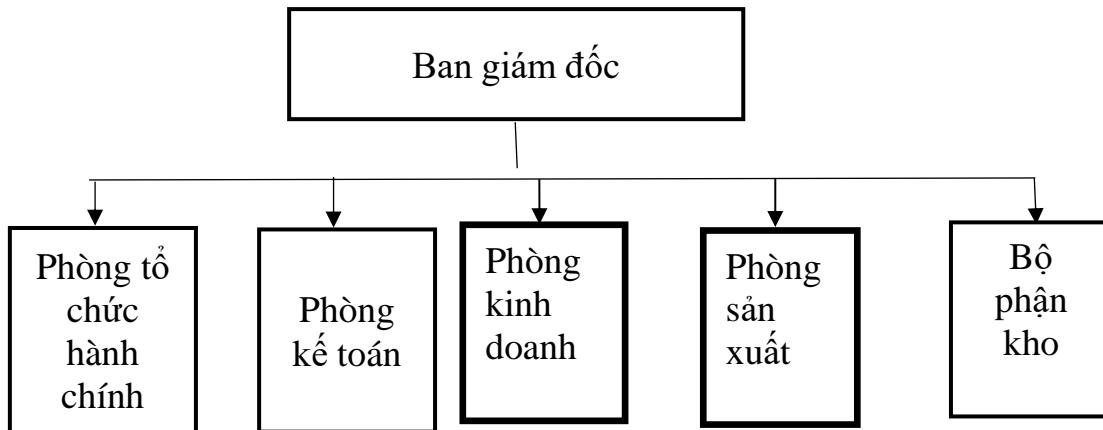 Ban giám đốc
Phòng tổ
chức
hành
chính
Phòng
kế toán
Phòng
kinh
doanh
Phòng
sản
xuất
Bộ
phận
kho